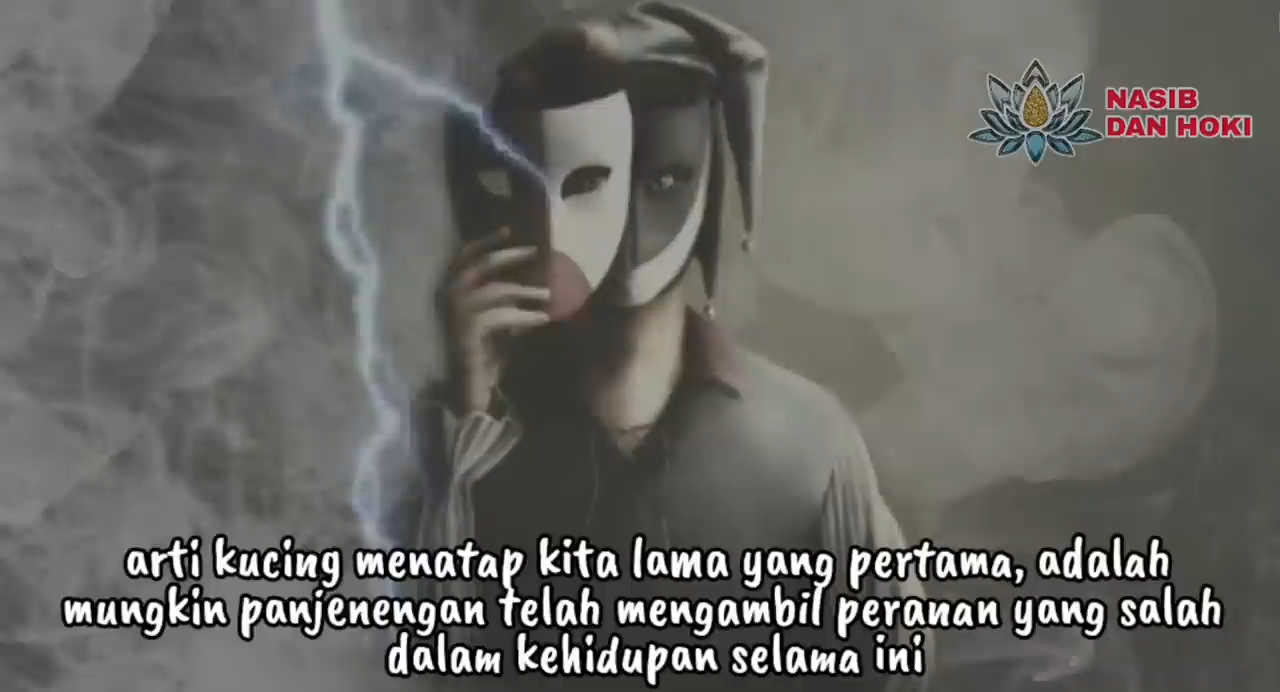 NASIB
DAN HOKI
arti kucing menatap kita lama yang pertama, adalah
mungkin panjenengan telah mengambil peranan yang salah
dalam kehidupan selama ini